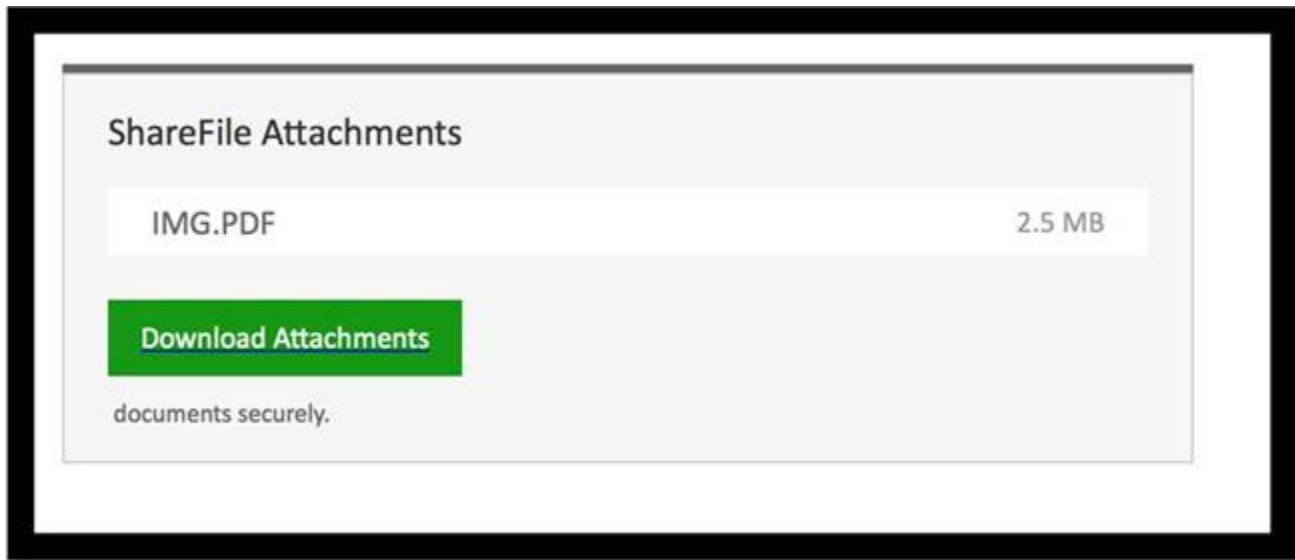 ShareFile Attachments
IMG.PDF 2.5 MB
Download Attachments
documents securely.